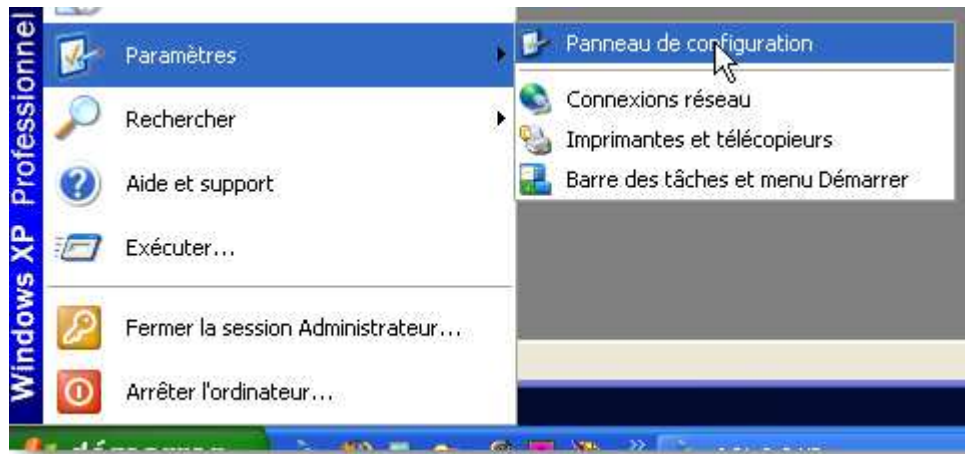 Windows XP Professionnel
Paramètres
Rechercher
Aide et support
Exécuter...
Fermer la session Administrateur...
Arrêter l'ordinateur...
Panneau de configuration
Connexions réseau
Imprimantes et télécopieurs
Barre des tâches et menu Démarrer